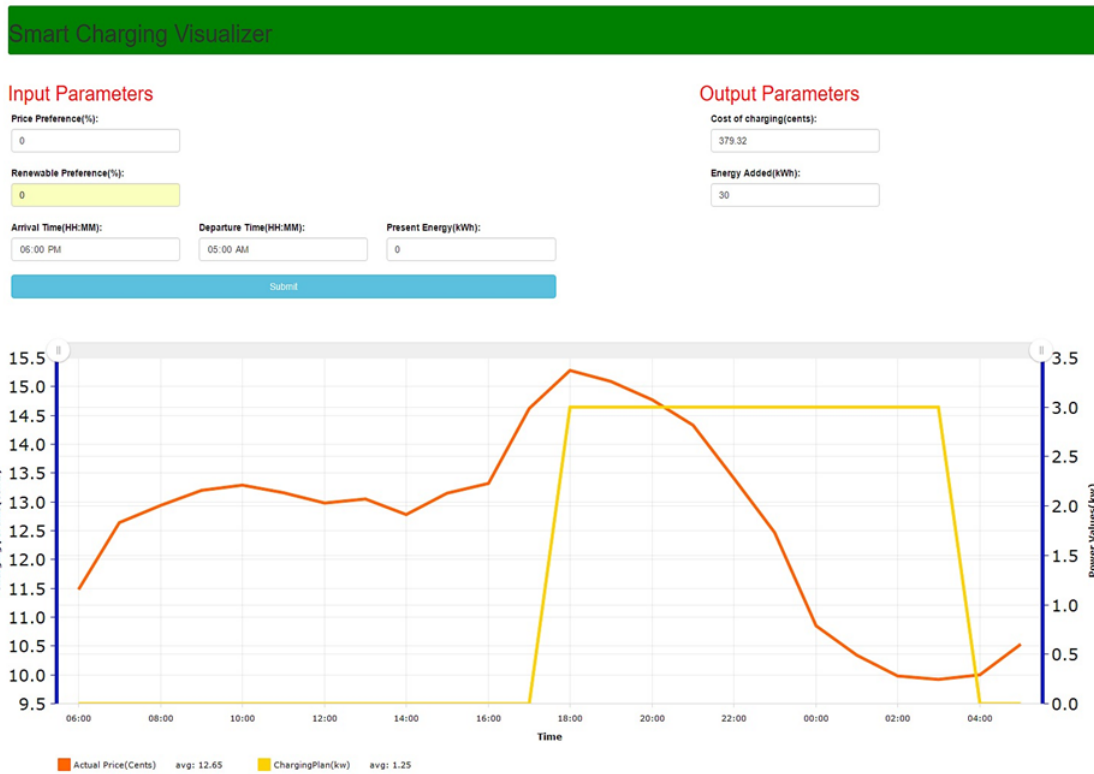 Smart Charging Visualizer
Input Parameters
Output Parameters
Price Preference(%):
Cost of charging(cents):
0
379.32
Renewable Preference(%):
Energy Added(kWh):
0
30
Arrival Time(HH:MM): Departure Time(HH:MM): Present Energy(kWh):
06:00 PM 05:00 AM 0
Submit
15.5 3.5
15.0
14.5 3.0
14.0
13.5 2.5
13.0 2.0
12.5
12.0 1.5
11.5
11.0 1.0
10.5
10.0 0.5
9.5 0.0
Power Values(kw)
06:00 08:00 10:00 12:00 14:00 16:00 18:00 20:00 22:00 00:00 02:00 04:00
Time
Actual Price(Cents) avg: 12.65 ChargingPlan(kw) avg: 1.25